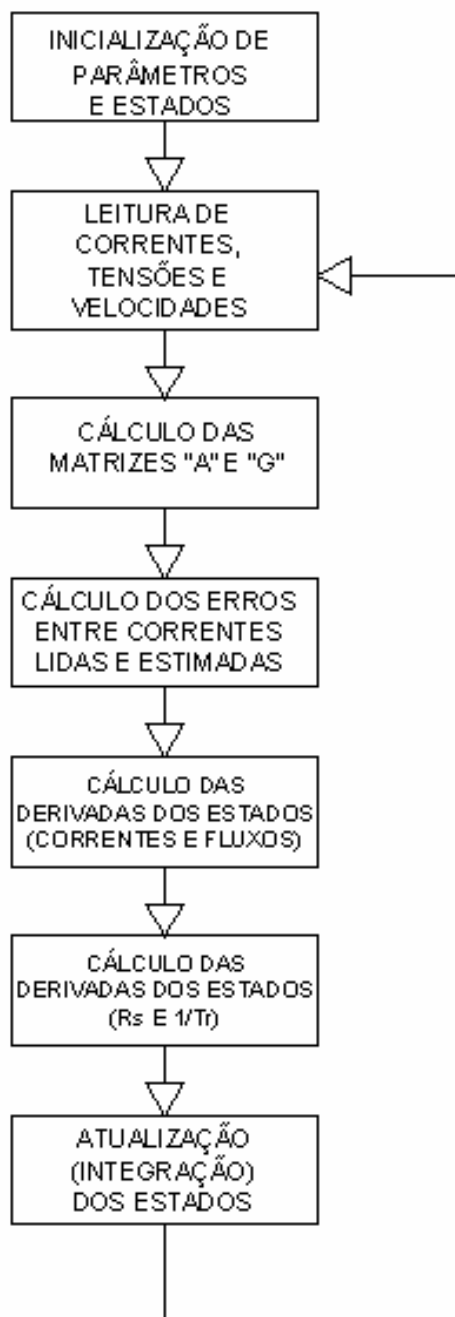 INICIALIZAÇÃO DE
PARÂMETROS
E ESTADOS
LEITURA DE
CORRENTES,
TENSÕES E
VELOCIDADES
CÁLCULO DAS
MATRIZES "A" E "G"
CÁLCULO DOS ERROS
ENTRE CORRENTES
LIDAS E ESTIMADAS
CÁLCULO DAS
DERIVADAS DOS ESTADOS
(CORRENTES E FLUXOS)
CÁLCULO DAS
DERIVADAS DOS ESTADOS
(Rs E 1/Tr)
ATUALIZAÇÃO
(INTEGRAÇÃO)
DOS ESTADOS